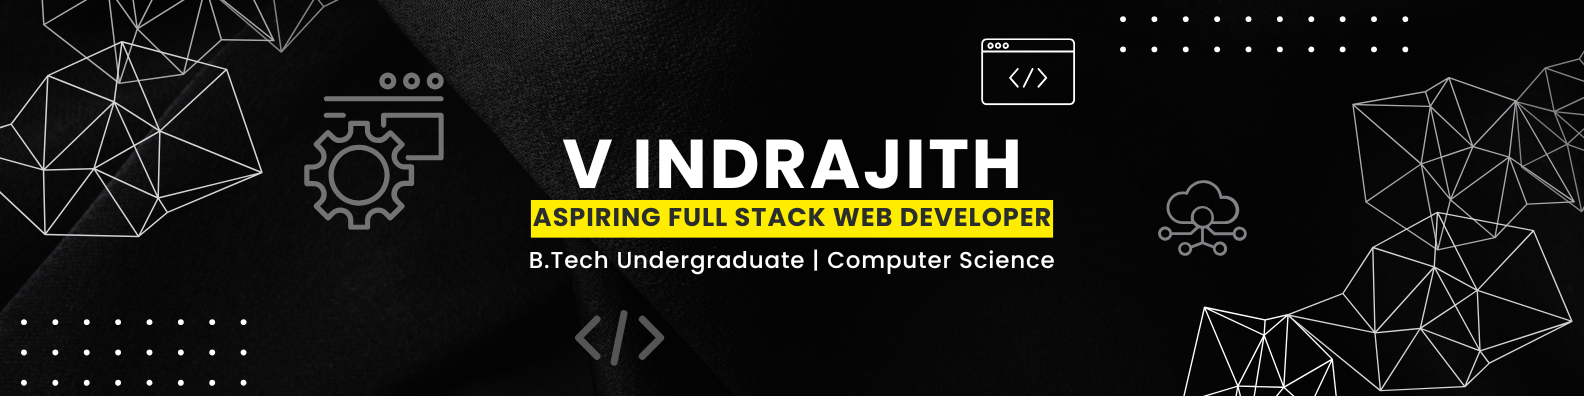 V INDRAJITH
ASPIRING FULL STACK WEB DEVELOPER
B.Tech Undergraduate | Computer Science